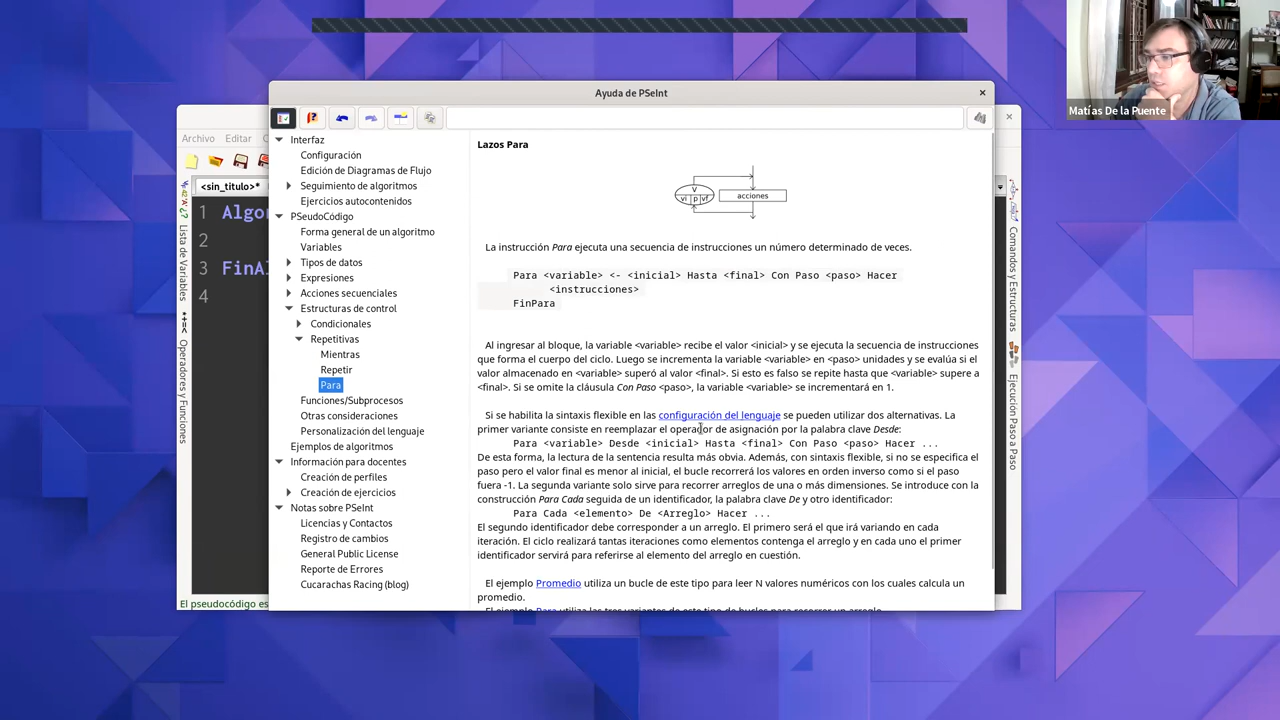 Matías De la Puente
Ayuda de PSeInt
Archivo Editar
<sin_titulo>*
1 Algo
2
3 FinA
4
Lista de Variables
*+=< Operadores y Funciones
Comandos y Estructuras
Ejecución Paso a Paso
El pseudocódigo es
Interfaz
Configuración
Edición de Diagramas de Flujo
Seguimiento de algoritmos
Ejercicios autocontenidos
PSeudoCódigo
Forma general de un algoritmo
Variables
Tipos de datos
Expresiones
Acciones secuenciales
Estructuras de control
Condicionales
Repetitivas
Mientras
Repetir
Para
Funciones/Subprocesos
Otras consideraciones
Personalización del lenguaje
Ejemplos de algoritmos
Información para docentes
Creación de perfiles
Creación de ejercicios
Notas sobre PSeInt
Licencias y Contactos
Registro de cambios
General Public License
Reporte de Errores
Cucarachas Racing (blog)
Lazos Para
V
vi p vf
acciones
La instrucción Para ejecuta una secuencia de instrucciones un número determinado de veces.
Para <variable> <- <inicial> Hasta <final> Con Paso <paso> Hacer
<instrucciones>
FinPara
Al ingresar al bloque, la variable <variable> recibe el valor <inicial> y se ejecuta la secuencia de instrucciones
que forma el cuerpo del ciclo. Luego se incrementa la variable <variable> en <paso> unidades y se evalúa si el
valor almacenado en <variable> superó al valor <final>. Si esto es falso se repite hasta que <variable> supere a
<final>. Si se omite la cláusula Con Paso <paso>, la variable <variable> se incrementará en 1.
Si se habilita la sintaxis flexible en las configuración del lenguaje se pueden utilizar dos alternativas. La
primer variante consiste en reemplazar el operador de asignación por la palabra clave Desde:
Para <variable> Desde <inicial> Hasta <final> Con Paso <paso> Hacer ...
De esta forma, la lectura de la sentencia resulta más obvia. Además, con sintaxis flexible, si no se especifica el
paso pero el valor final es menor al inicial, el bucle recorrerá los valores en orden inverso como si el paso
fuera -1. La segunda variante solo sirve para recorrer arreglos de una o más dimensiones. Se introduce con la
construcción Para Cada seguida de un identificador, la palabra clave De y otro identificador:
Para Cada <elemento> De <Arreglo> Hacer ...
El segundo identificador debe corresponder a un arreglo. El primero será el que irá variando en cada
iteración. El ciclo realizará tantas iteraciones como elementos contenga el arreglo y en cada uno el primer
identificador servirá para referirse al elemento del arreglo en cuestión.
El ejemplo Promedio utiliza un bucle de este tipo para leer N valores numéricos con los cuales calcula un
promedio.
El ejemplo Para utiliza las tres variantes de este tipo de bucles para recorrer un arreglo.